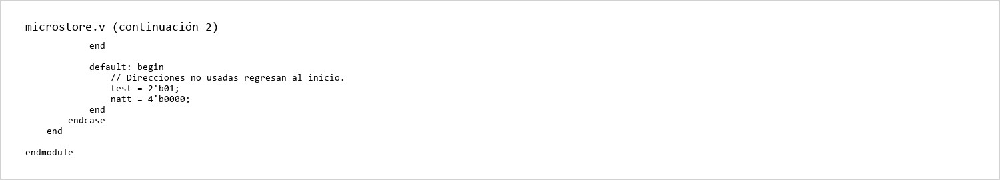 microstore.v (continuación 2)
            end

            default: begin
                // Direcciones no usadas regresan al inicio.
                test = 2'b01;
                natt = 4'b0000;
            end
        endcase
    end

endmodule